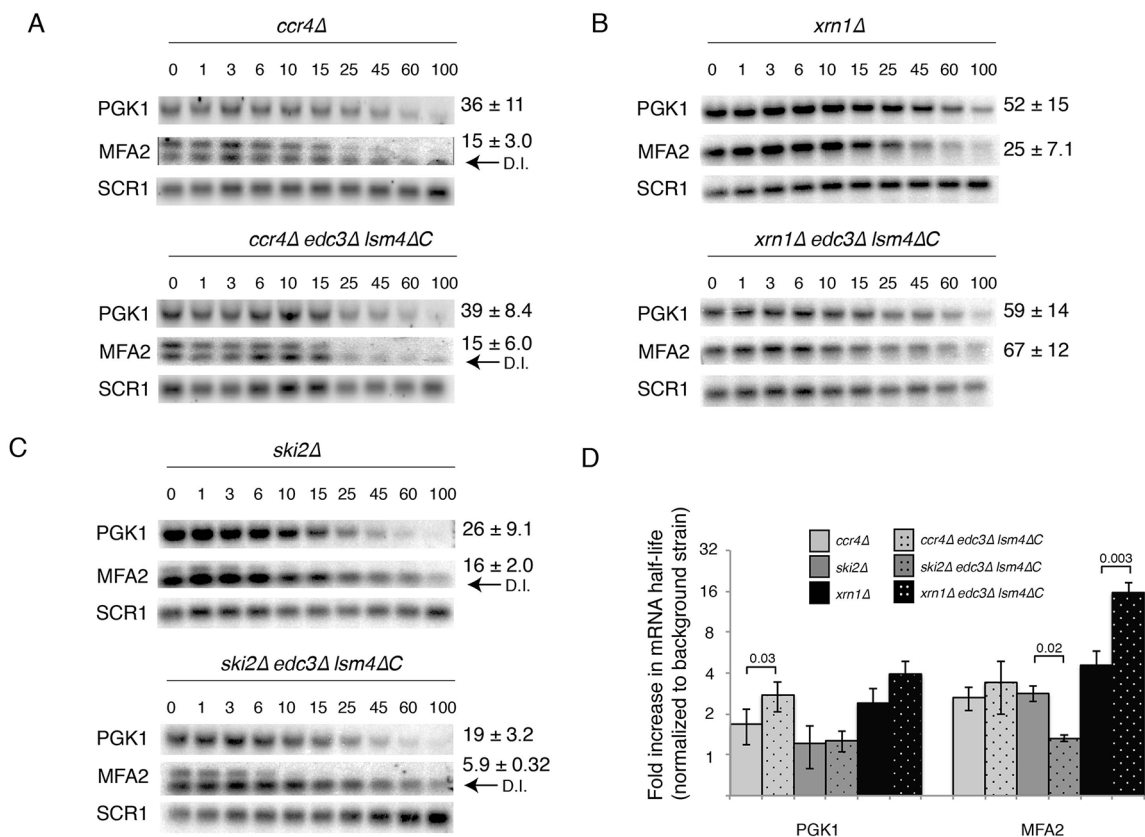 A
ccr4Δ
0 1 3 6 10 15 25 45 60 100
PGK1 36 ± 11
MFA2 15 ± 3.0
D.I.
SCR1
ccr4Δ edc3Δ lsm4ΔC
0 1 3 6 10 15 25 45 60 100
PGK1 39 ± 8.4
MFA2 15 ± 6.0
D.I.
SCR1
B
xrn1Δ
0 1 3 6 10 15 25 45 60 100
PGK1 52 ± 15
MFA2 25 ± 7.1
SCR1
xrn1Δ edc3Δ lsm4ΔC
0 1 3 6 10 15 25 45 60 100
PGK1 59 ± 14
MFA2 67 ± 12
SCR1
C
ski2Δ
0 1 3 6 10 15 25 45 60 100
PGK1 26 ± 9.1
MFA2 16 ± 2.0
D.I.
SCR1
ski2Δ edc3Δ lsm4ΔC
0 1 3 6 10 15 25 45 60 100
PGK1 19 ± 3.2
MFA2 5.9 ± 0.32
D.I.
SCR1
D
Fold increase in mRNA half-life
(normalized to background strain)
32
16
8
4
2
1
ccr4Δ ccr4Δ edc3Δ lsm4ΔC
ski2Δ ski2Δ edc3Δ lsm4ΔC
xrn1Δ xrn1Δ edc3Δ lsm4ΔC
0.03
0.02
0.003
PGK1 MFA2